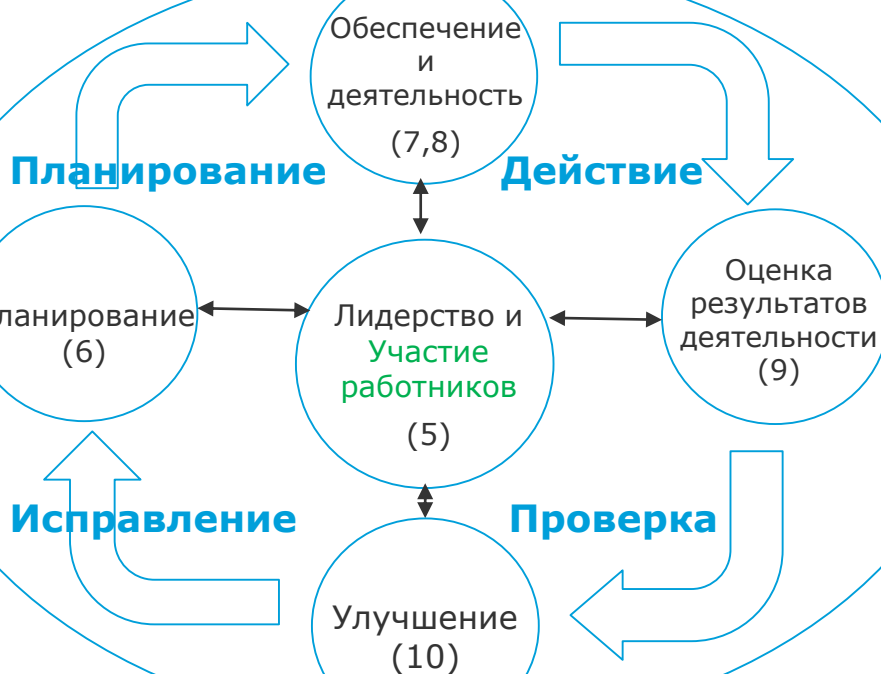 Обеспечение
и
деятельность
(7,8)
Планирование
Действие
ланирование
(6)
Лидерство и
Участие
работников
(5)
Оценка
результатов
деятельности
(9)
Исправление
Проверка
Улучшение
(10)